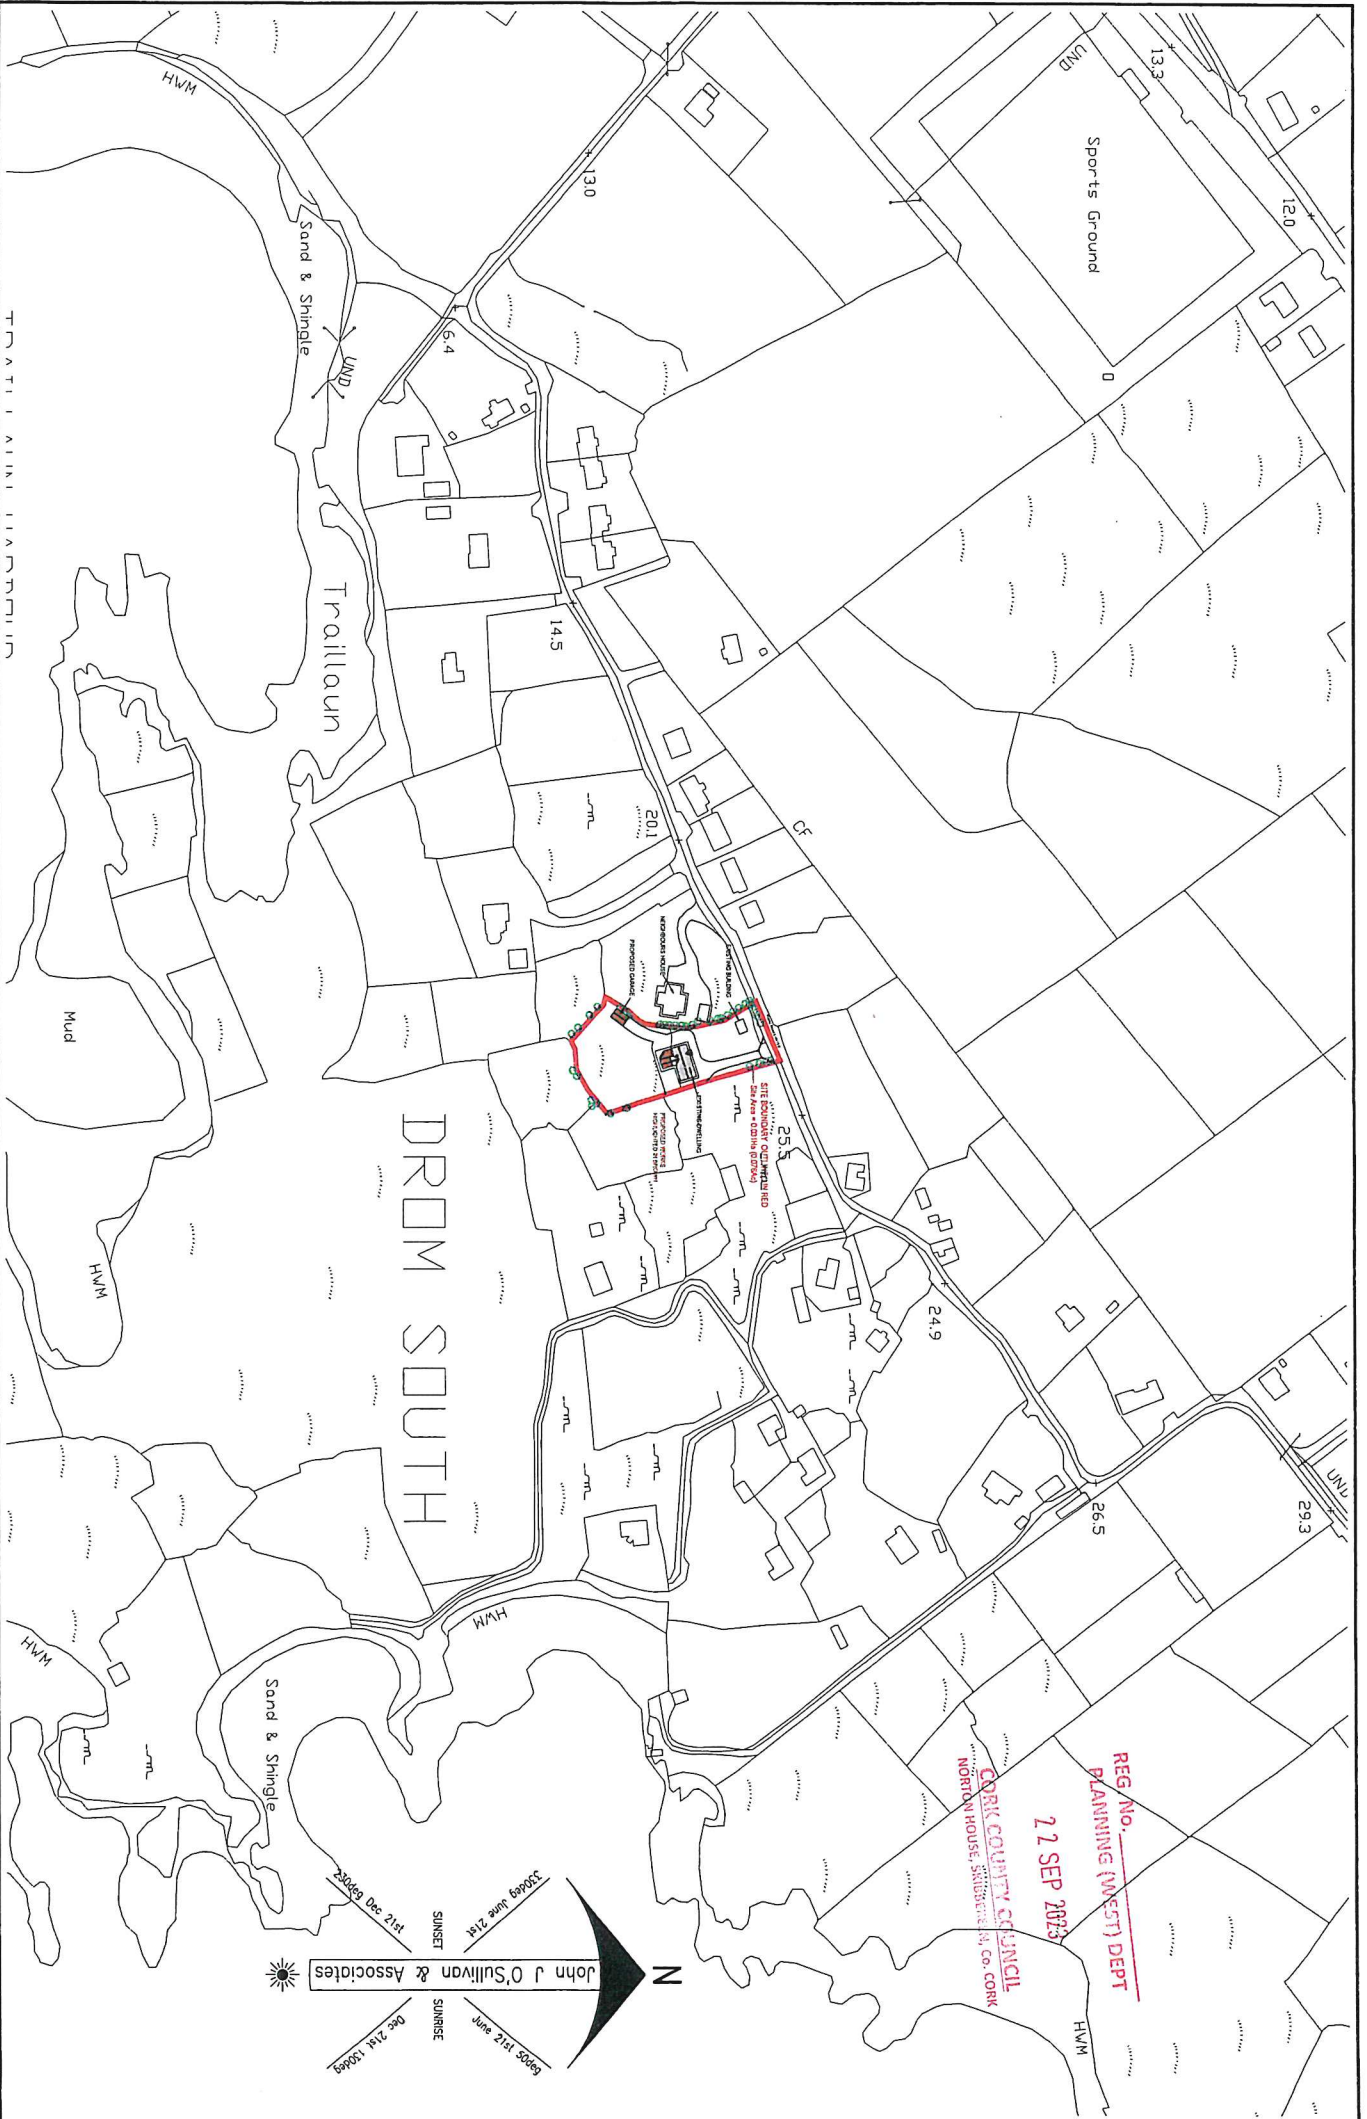 UND
13.3
Sports Ground
12.0
HWM
13.0
Sand & Shingle
UND
6.4
Traillaun
14.5
20.1
CF
NEIGHBOURS HOUSE
PROPOSED GARAGE
EXISTING BUILDING
EXISTING DWELLING
PROPOSED WORKS
SITE BOUNDARY OUTLINED IN RED
25.5
Mud
HWM
DROM SOUTH
24.9
26.5
UND
29.3
HWM
HWM
Sand & Shingle
REG No.
PLANNING (WEST) DEPT
22 SEP 2023
CORK COUNTY COUNCIL
NORTON HOUSE, SKIBBEREEN, Co. CORK
HWM
N
330deg June 21st
June 21st 50deg
SUNSET
SUNRISE
230deg Dec 21st
Dec 21st 130deg
John J O'Sullivan & Associates